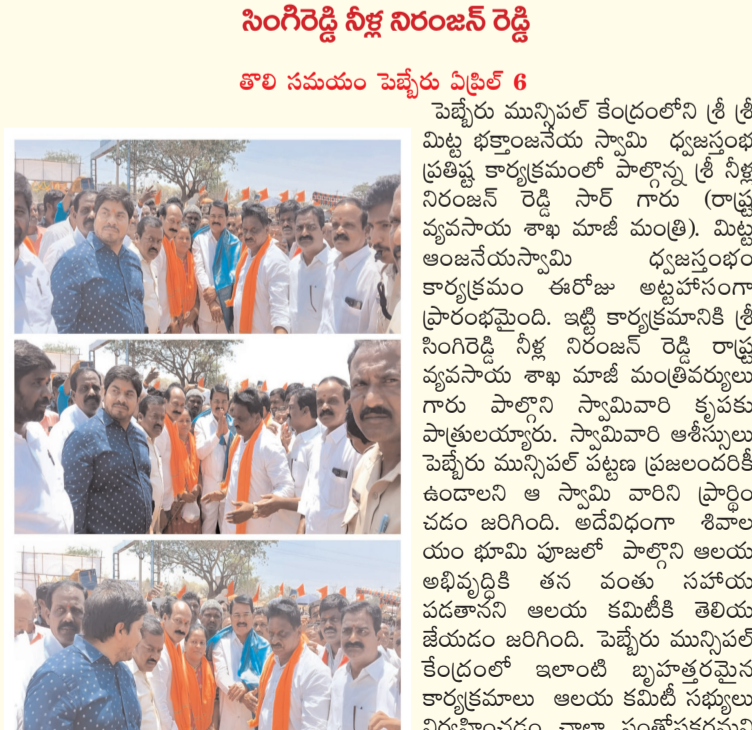 సింగిరెడ్డి నీళ్ల నిరంజన్ రెడ్డి
తొలి సమయం పెబ్బేరు ఏప్రిల్ 6
పెబ్బేరు మున్సిపల్ కేంద్రంలోని శ్రీ శ్రీ
మిట్ట భక్తాంజనేయ స్వామి ధ్వజస్తంభ
ప్రతిష్ట కార్యక్రమంలో పాల్గొన్న శ్రీ నీళ్ల
నిరంజన్ రెడ్డి సార్ గారు (రాష్ట్ర
వ్యవసాయ శాఖ మాజీ మంత్రి). మిట్ట
ఆంజనేయస్వామి ధ్వజస్తంభం
కార్యక్రమం ఈరోజు అట్టహాసంగా
ప్రారంభమైంది. ఇట్టి కార్యక్రమానికి శ్రీ
సింగిరెడ్డి నీళ్ల నిరంజన్ రెడ్డి రాష్ట్ర
వ్యవసాయ శాఖ మాజీ మంత్రివర్యులు
గారు పాల్గొని స్వామివారి కృపకు
పాత్రులయ్యారు. స్వామివారి ఆశీస్సులు
పెబ్బేరు మున్సిపల్ పట్టణ ప్రజలందరికీ
ఉండాలని ఆ స్వామి వారిని ప్రార్థిం
చడం జరిగింది. అదేవిధంగా శివాల
యం భూమి పూజలో పాల్గొని ఆలయ
అభివృద్ధికి తన వంతు సహాయ
పడతానని ఆలయ కమిటీకి తెలియ
జేయడం జరిగింది. పెబ్బేరు మున్సిపల్
కేంద్రంలో ఇలాంటి బృహత్తరమైన
కార్యక్రమాలు ఆలయ కమిటీ సభ్యులు
నిర్వహించడం చాలా సంతోషకరమని